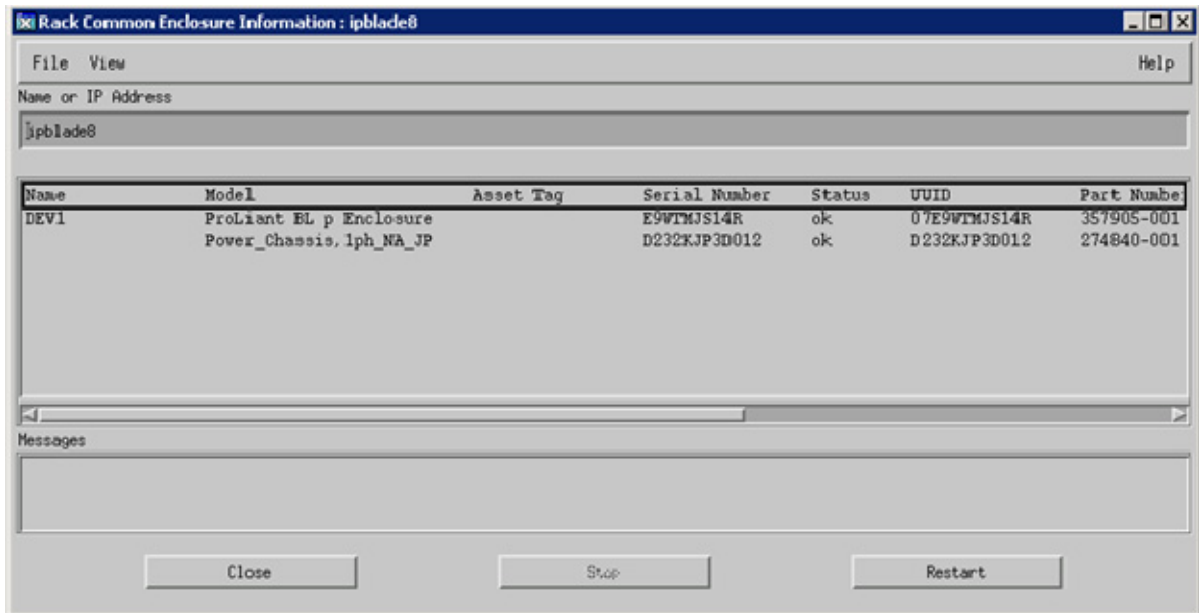 Rack Common Enclosure Information : ipblade8
File View Help
Name or IP Address
ipblade8
Name Model Asset Tag Serial Number Status UUID Part Number
DEV1 ProLiant BL p Enclosure E9WTMJS14R ok 07E9WTMJS14R 357905-001
Power_Chassis,1ph_NA_JP D232KJP3D012 ok D232KJP3D012 274840-001
Messages
Close Stop Restart